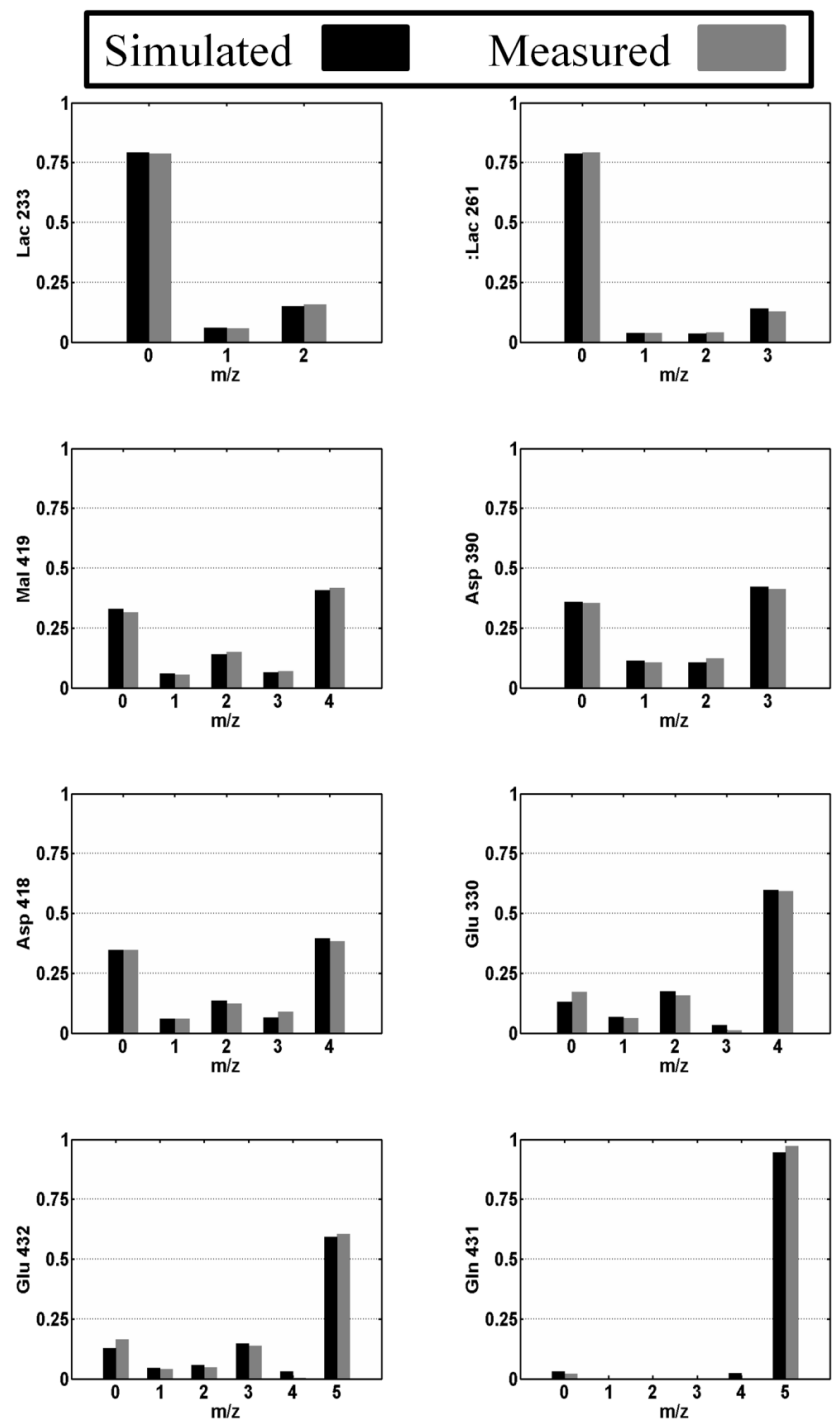 Simulated Measured
Lac 233
1
0.75
0.5
0.25
0
0 1 2
m/z
:Lac 261
1
0.75
0.5
0.25
0
0 1 2 3
m/z
Mal 419
1
0.75
0.5
0.25
0
0 1 2 3 4
m/z
Asp 390
1
0.75
0.5
0.25
0
0 1 2 3
m/z
Asp 418
1
0.75
0.5
0.25
0
0 1 2 3 4
m/z
Glu 330
1
0.75
0.5
0.25
0
0 1 2 3 4
m/z
Glu 432
1
0.75
0.5
0.25
0
0 1 2 3 4 5
m/z
Gln 431
1
0.75
0.5
0.25
0
0 1 2 3 4 5
m/z